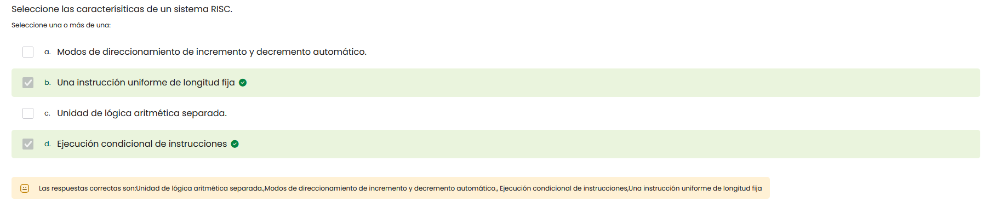 Seleccione las caracterísiticas de un sistema RISC.
Seleccione una o más de una:
a. Modos de direccionamiento de incremento y decremento automático.
b. Una instrucción uniforme de longitud fija
c. Unidad de lógica aritmética separada.
d. Ejecución condicional de instrucciones
Las respuestas correctas son:Unidad de lógica aritmética separada.,Modos de direccionamiento de incremento y decremento automático., Ejecución condicional de instrucciones,Una instrucción uniforme de longitud fija